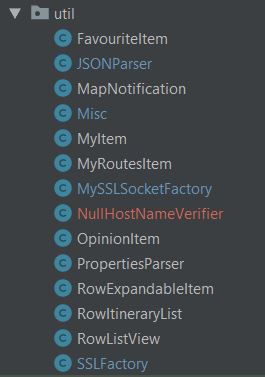 util
FavouriteItem
JSONParser
MapNotification
Misc
MyItem
MyRoutesItem
MySSLSocketFactory
NullHostNameVerifier
OpinionItem
PropertiesParser
RowExpandableItem
RowItineraryList
RowListView
SSLFactory